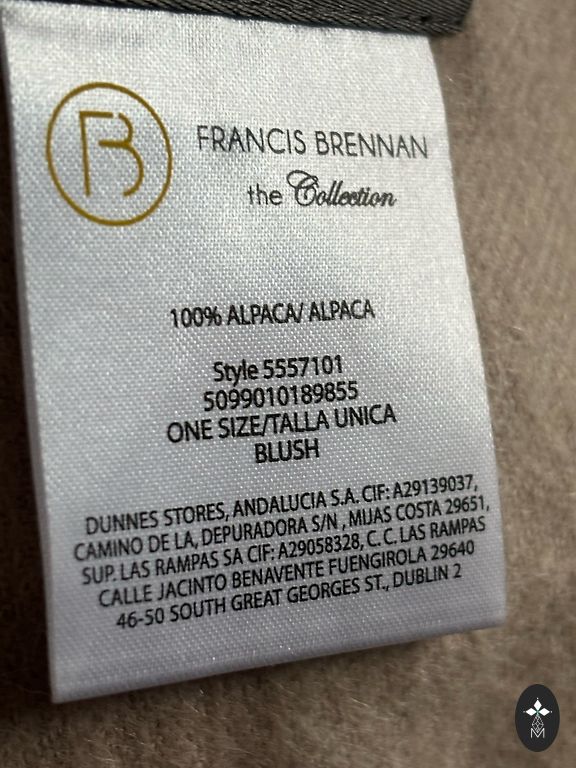 FB
FRANCIS BRENNAN
the Collection
100% ALPACA/ ALPACA
Style 5557101
5099010189855
ONE SIZE/TALLA UNICA
BLUSH
DUNNES STORES, ANDALUCIA S.A. CIF: A29139037,
CAMINO DE LA, DEPURADORA S/N , MIJAS COSTA 29651,
SUP. LAS RAMPAS SA CIF: A29058328, C. C. LAS RAMPAS
CALLE JACINTO BENAVENTE FUENGIROLA 29640
46-50 SOUTH GREAT GEORGES ST., DUBLIN 2
M